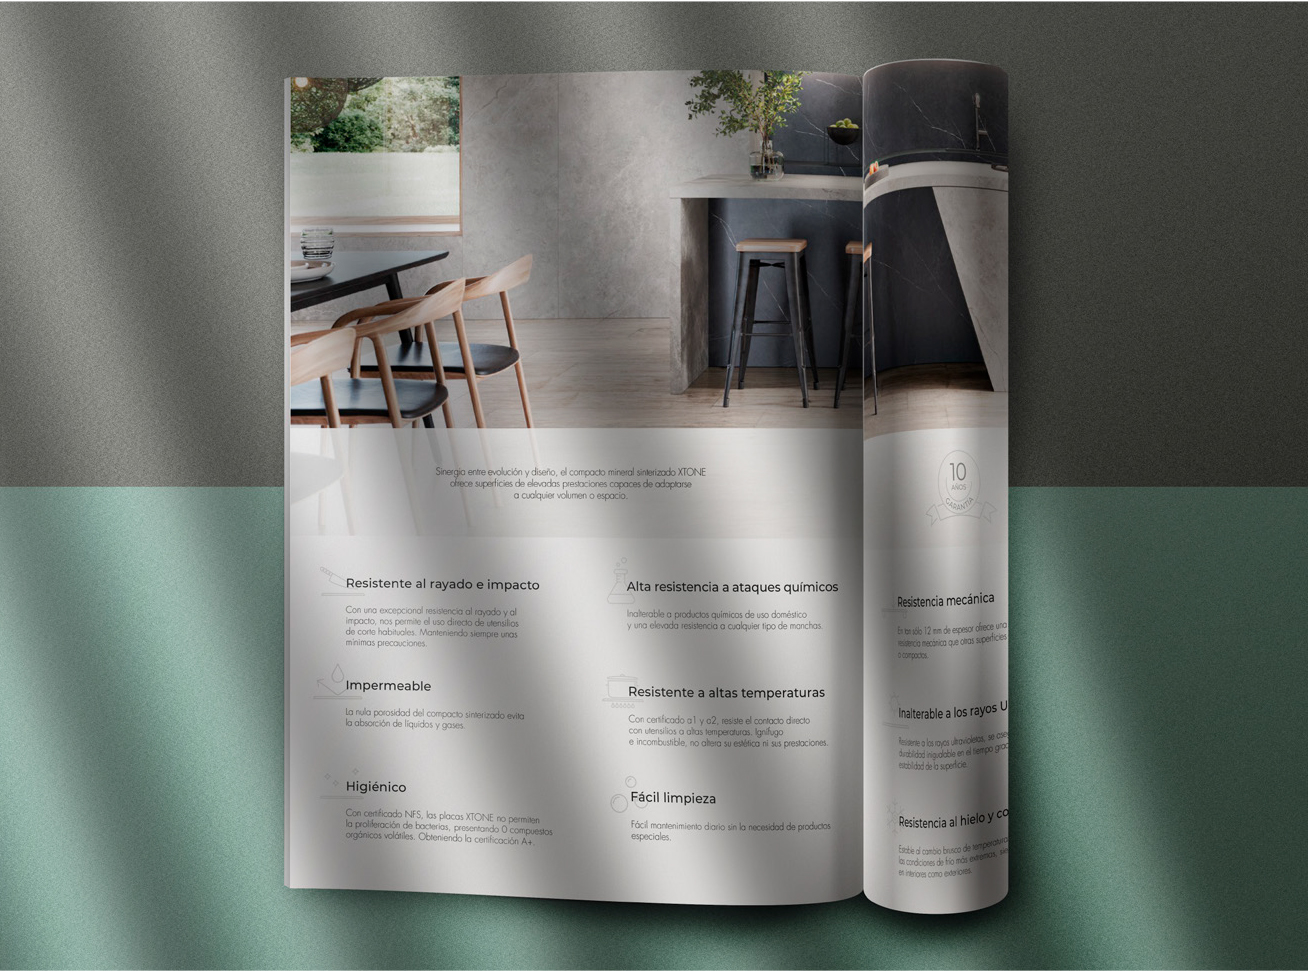 Sinergia entre evolución y diseño, el compacto mineral sinterizado XTONE
ofrece superficies de elevadas prestaciones capaces de adaptarse
a cualquier volumen o espacio.
10
AÑOS
GARANTÍA
Resistente al rayado e impacto
Con una excepcional resistencia al rayado y al
impacto, nos permite el uso directo de utensilios
de corte habituales. Manteniendo siempre unas
mínimas precauciones.
Impermeable
La nula porosidad del compacto sinterizado evita
la absorción de líquidos y gases.
Higiénico
Con certificado NFS, las placas XTONE no permiten
la proliferación de bacterias, presentando 0 compuestos
orgánicos volátiles. Obteniendo la certificación A+.
Alta resistencia a ataques químicos
Inalterable a productos químicos de uso doméstico
y una elevada resistencia a cualquier tipo de manchas.
Resistente a altas temperaturas
Con certificado a1 y a2, resiste el contacto directo
con utensilios a altas temperaturas. Ignífugo
e incombustible, no altera su estética ni sus prestaciones.
Fácil limpieza
Fácil mantenimiento diario sin la necesidad de productos
especiales.
Resistencia mecánica
En tan sólo 12 mm de espesor ofrece una
resistencia mecánica que otras superficies
o compactos.
Inalterable a los rayos U
Resistente a los rayos ultravioletas, se
durabilidad inigualable en el tiempo
estabilidad de la superficie.
Resistencia al hielo y co
Estable al cambio brusco de
las condiciones de frío más extremas,
en interiores como exteriores.